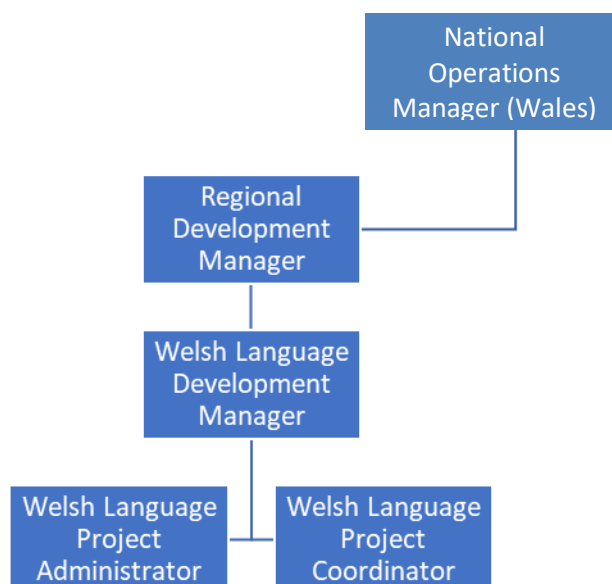 National
Operations
Manager (Wales)
Regional
Development
Manager
Welsh Language
Development
Manager
Welsh Language
Project
Administrator
Welsh Language
Project
Coordinator